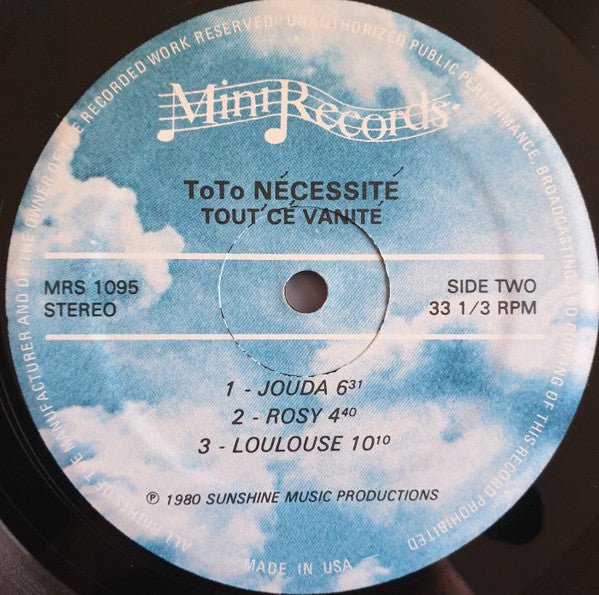 ALL RIGHTS OF THE MANUFACTURER AND OF THE OWNER OF THE RECORDED WORK RESERVED - UNAUTHORIZED PUBLIC PERFORMANCE, BROADCASTING AND COPYING OF THIS RECORD PROHIBITED
Mini Records
ToTo NÉCESSITÉ
TOUT' CÉ VANITÉ
MRS 1095
STEREO
SIDE TWO
33 1/3 RPM
1 - JOUDA 6³¹
2 - ROSY 4⁴⁰
3 - LOULOUSE 10¹⁰
℗ 1980 SUNSHINE MUSIC PRODUCTIONS
MADE IN USA